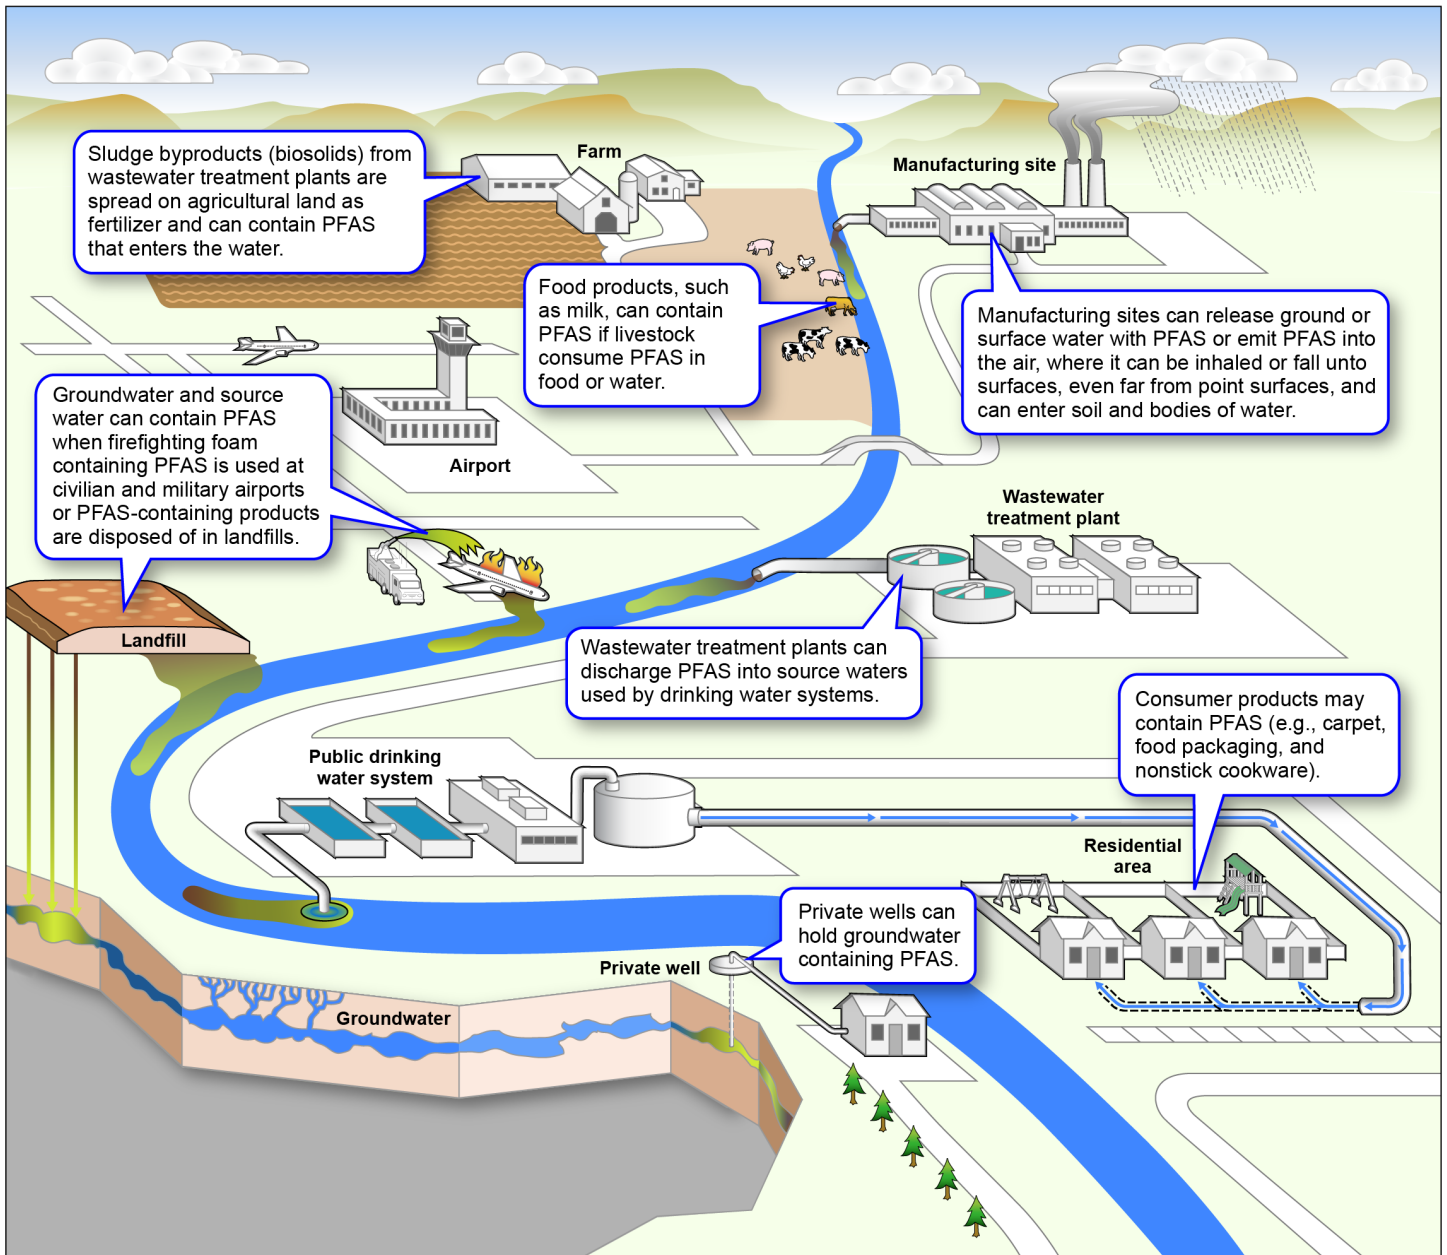 Sludge byproducts (biosolids) from
wastewater treatment plants are
spread on agricultural land as
fertilizer and can contain PFAS
that enters the water.
Farm
Manufacturing site
Food products, such
as milk, can contain
PFAS if livestock
consume PFAS in
food or water.
Manufacturing sites can release ground or
surface water with PFAS or emit PFAS into
the air, where it can be inhaled or fall unto
surfaces, even far from point surfaces, and
can enter soil and bodies of water.
Groundwater and source
water can contain PFAS
when firefighting foam
containing PFAS is used at
civilian and military airports
or PFAS-containing products
are disposed of in landfills.
Airport
Wastewater
treatment plant
Landfill
Wastewater treatment plants can
discharge PFAS into source waters
used by drinking water systems.
Consumer products may
contain PFAS (e.g., carpet,
food packaging, and
nonstick cookware).
Public drinking
water system
Residential
area
Private wells can
hold groundwater
containing PFAS.
Private well
Groundwater